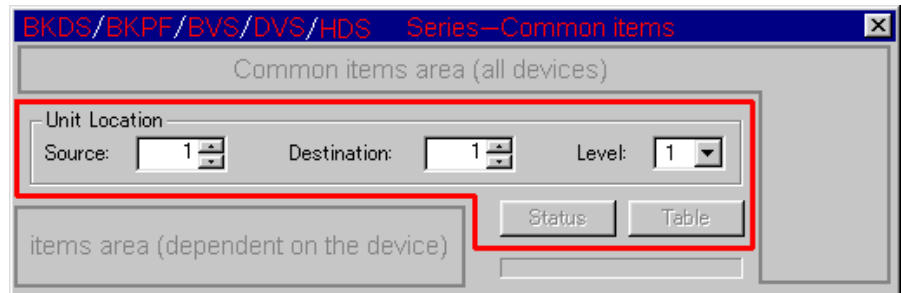 BKDS/BKPF/BVS/DVS/HDS Series—Common items
Common items area (all devices)
Unit Location
Source: 1 Destination: 1 Level: 1
Status Table
items area (dependent on the device)